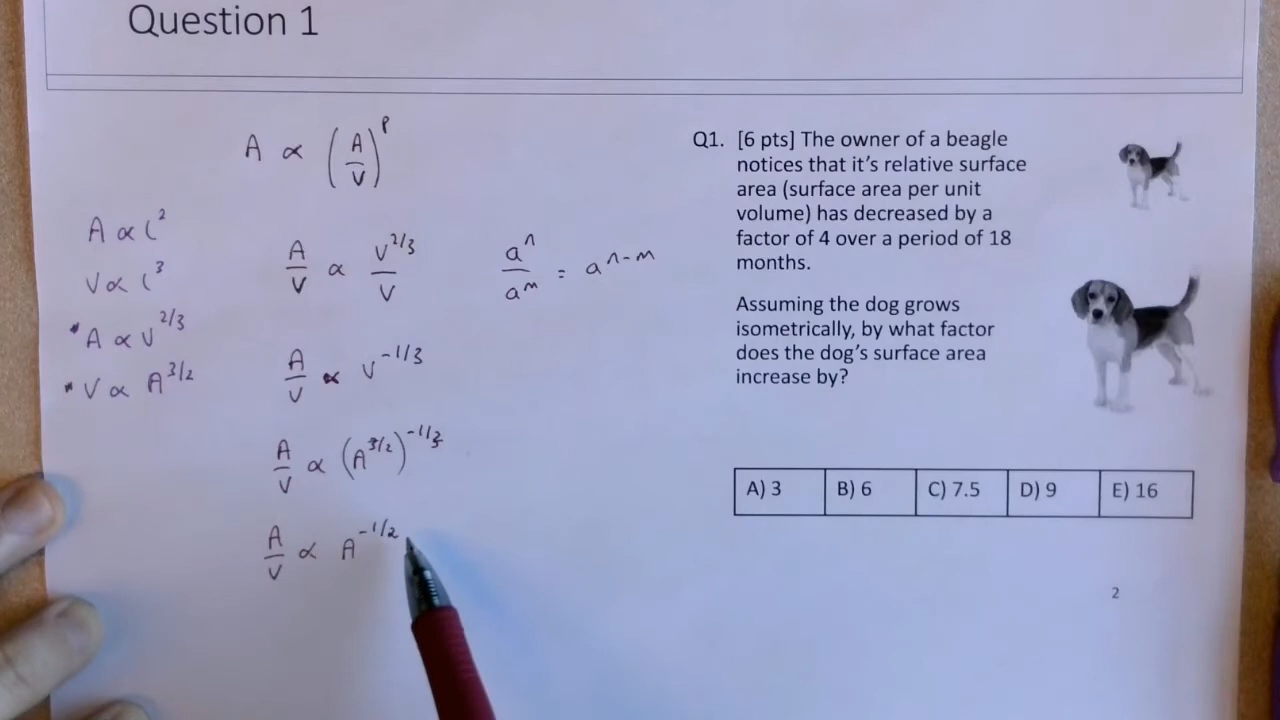 Question 1
A ∝ (A/V)^P
A ∝ L^2
V ∝ L^3
* A ∝ V^2/3
* V ∝ A^3/2
A/V ∝ V^2/3/V
a^n/a^m = a^n-m
A/V ∝ V^-1/3
A/V ∝ (A^3/2)^-1/3
A/V ∝ A^-1/2
Q1. [6 pts] The owner of a beagle
notices that it’s relative surface
area (surface area per unit
volume) has decreased by a
factor of 4 over a period of 18
months.
Assuming the dog grows
isometrically, by what factor
does the dog’s surface area
increase by?
A) 3 B) 6 C) 7.5 D) 9 E) 16
2